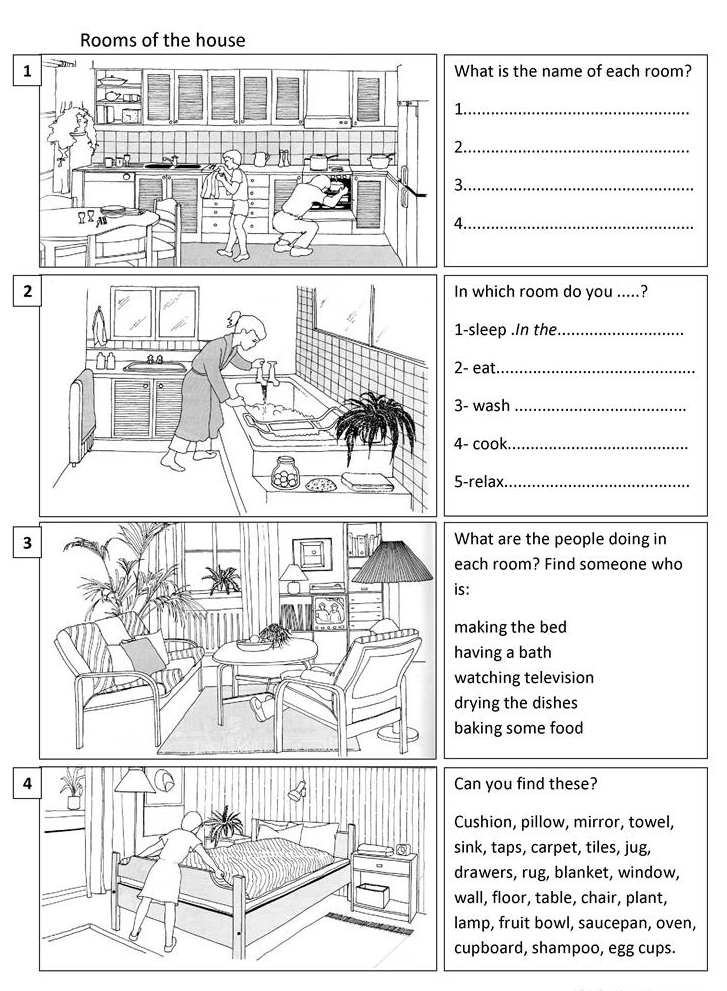 Rooms of the house
1
What is the name of each room?
1.................................................
2.................................................
3..................................................
4..................................................
2
In which room do you .....?
1-sleep .In the............................
2- eat...........................................
3- wash .....................................
4- cook.......................................
5-relax........................................
3
What are the people doing in
each room? Find someone who
is:
making the bed
having a bath
watching television
drying the dishes
baking some food
4
Can you find these?
Cushion, pillow, mirror, towel,
sink, taps, carpet, tiles, jug,
drawers, rug, blanket, window,
wall, floor, table, chair, plant,
lamp, fruit bowl, saucepan, oven,
cupboard, shampoo, egg cups.